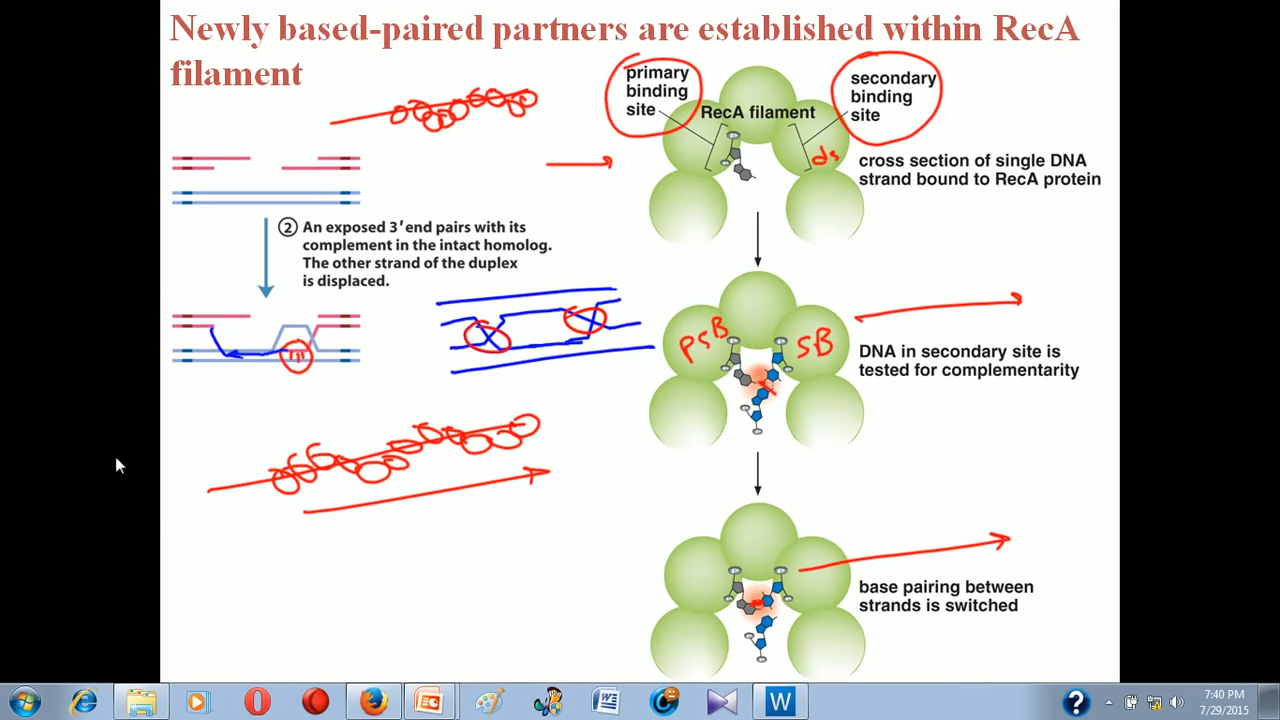 Newly based-paired partners are established within RecA
filament
primary
binding
site
RecA filament
secondary
binding
site
ds
cross section of single DNA
strand bound to RecA protein
② An exposed 3′ end pairs with its
complement in the intact homolog.
The other strand of the duplex
is displaced.
PSB
SB
DNA in secondary site is
tested for complementarity
base pairing between
strands is switched
7:40 PM
7/29/2015